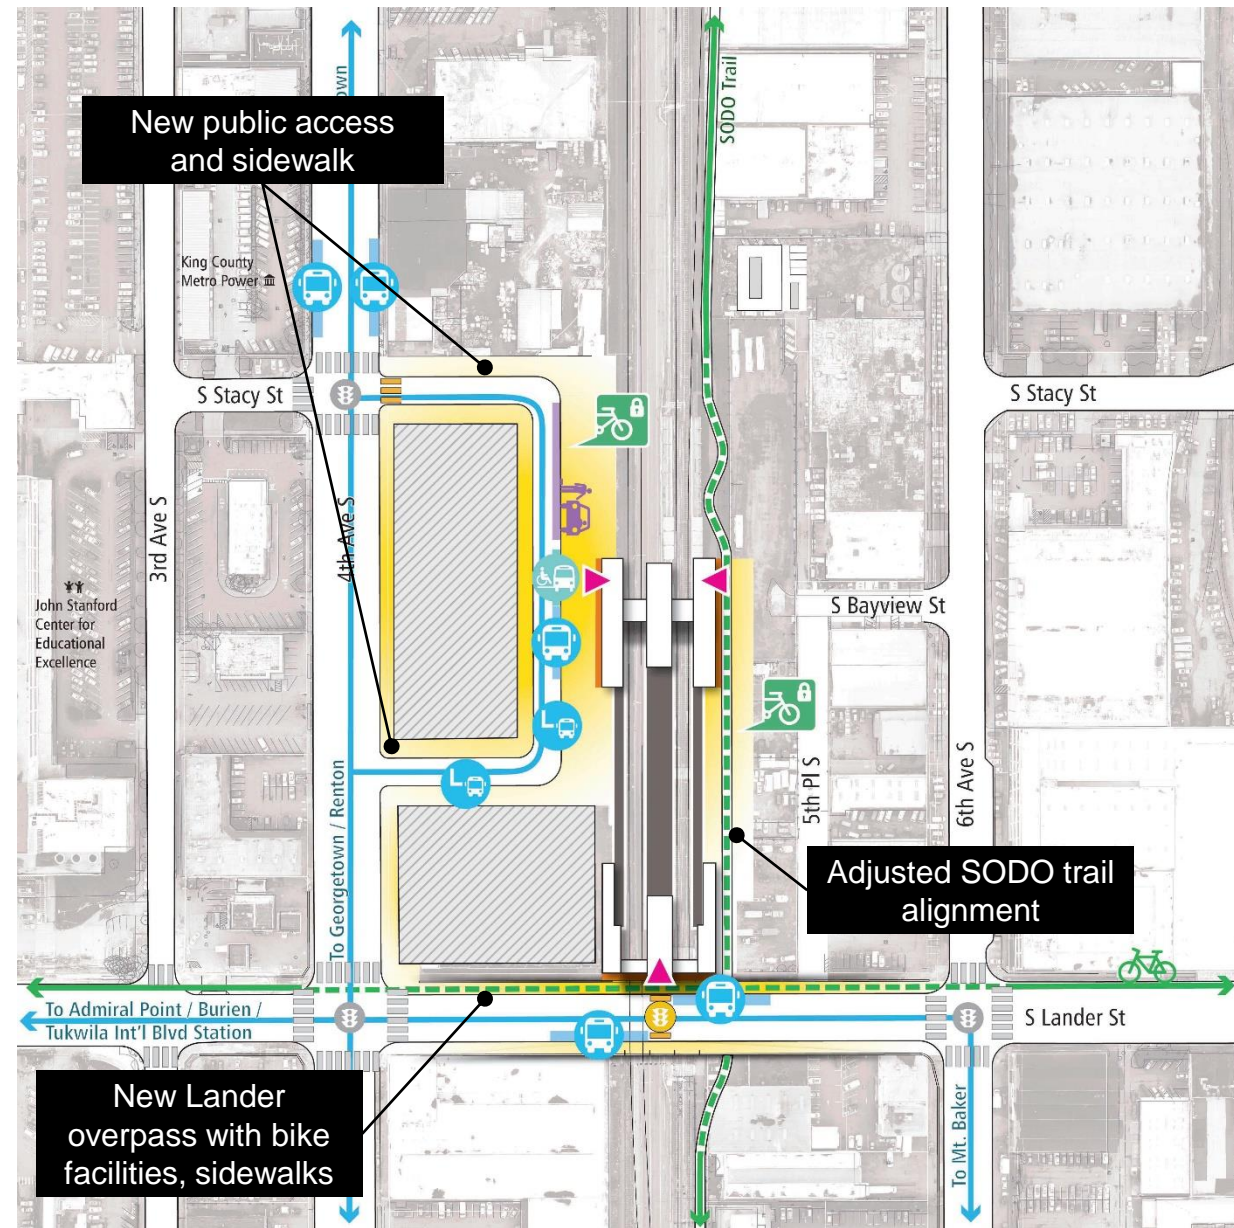 own
SODO Trail
New public access
and sidewalk
King County
Metro Power
S Stacy St
S Stacy St
3rd Ave S
4th Ave S
John Stanford
Center for
Educational
Excellence
S Bayview St
L
L
5th Pl S
6th Ave S
To Georgetown / Renton
Adjusted SODO trail
alignment
To Admiral Point / Burien /
Tukwila Int'l Blvd Station
S Lander St
New Lander
overpass with bike
facilities, sidewalks
To Mt. Baker